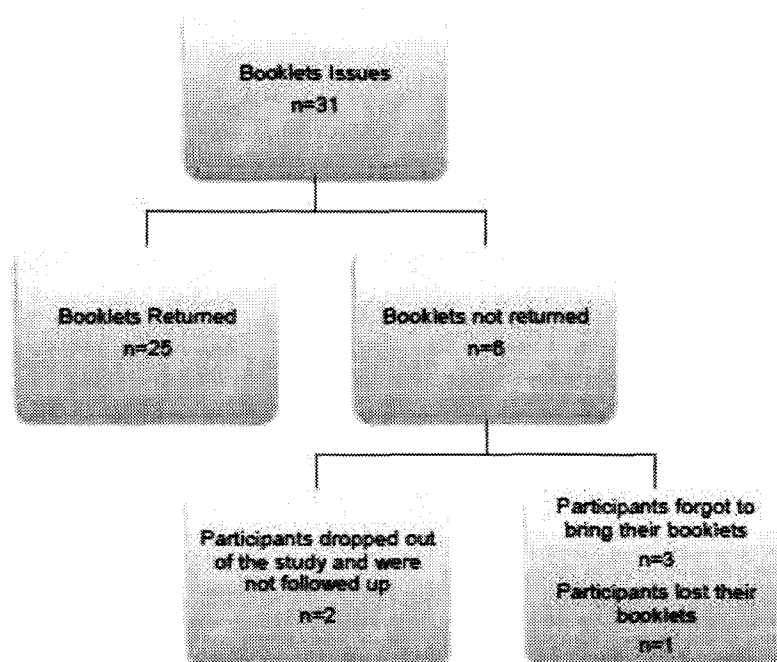 Booklets Issues
n=31
Booklets Returned
n=25
Booklets not returned
n=6
Participants dropped out
of the study and were
not followed up
n=2
Participants forgot to
bring their booklets
n=3
Participants lost their
booklets
n=1